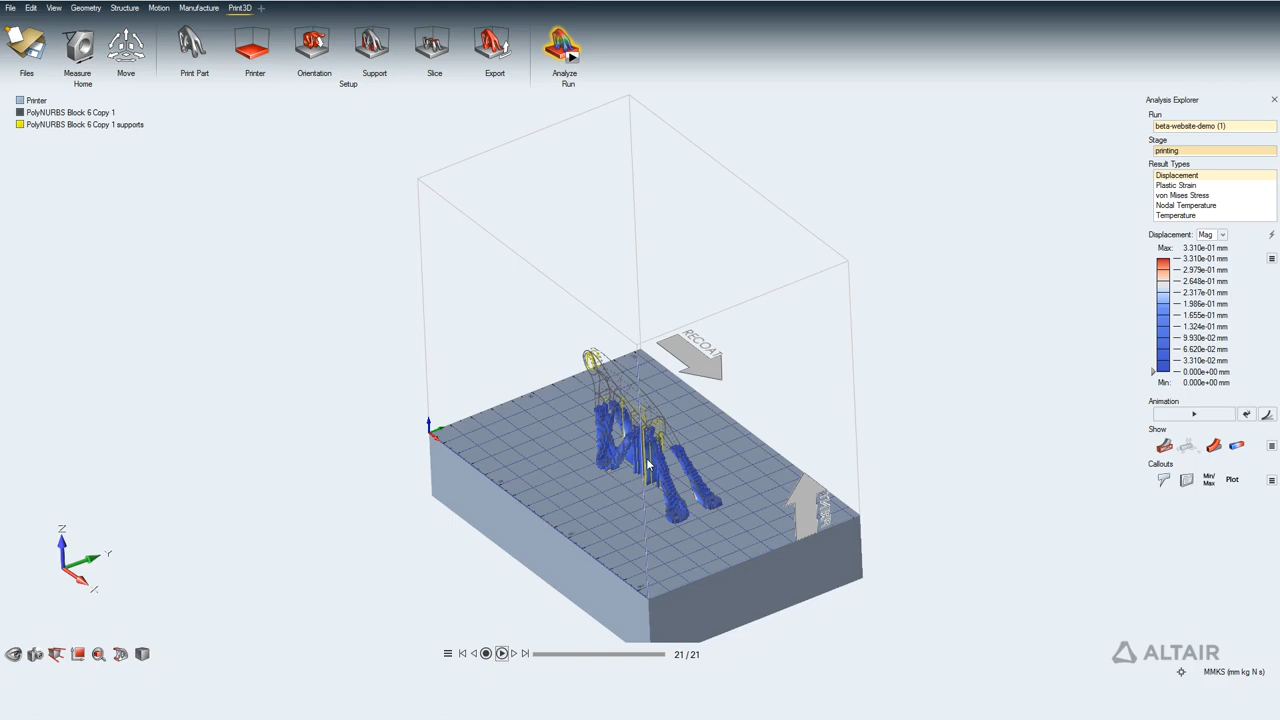 File Edit View Geometry Structure Motion Manufacture Print3D +
Files Measure Move Print Part Printer Orientation Support Slice Export Analyze
Home Setup Run
Printer
PolyNURBS Block 6 Copy 1
PolyNURBS Block 6 Copy 1 supports
Analysis Explorer
Run
beta-website-demo (1)
Stage
printing
Result Types
Displacement
Plastic Strain
von Mises Stress
Nodal Temperature
Temperature
Displacement: Mag
Max: 3.310e-01 mm
3.310e-01 mm
2.979e-01 mm
2.648e-01 mm
2.317e-01 mm
1.986e-01 mm
1.655e-01 mm
1.324e-01 mm
9.930e-02 mm
6.620e-02 mm
3.310e-02 mm
0.000e+00 mm
Min: 0.000e+00 mm
Animation
Show
Callouts
Min/
Max Plot
RECOAT
Z
Y
X
21 / 21
ALTAIR
MMKS (mm kg N s)